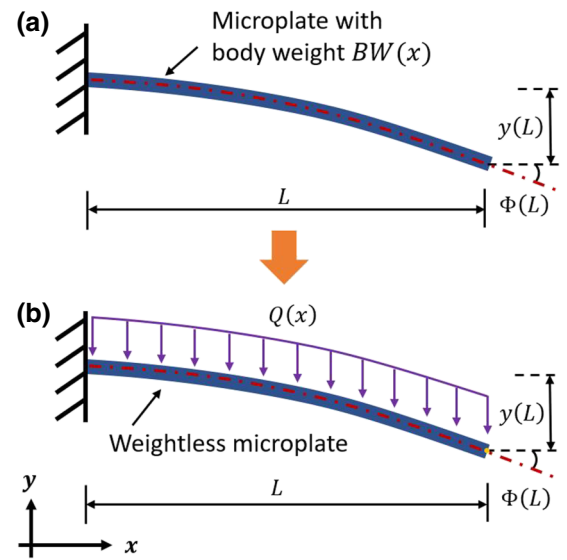 (a)
Microplate with
body weight BW(x)
y(L)
L
Φ(L)
(b)
Q(x)
y(L)
Weightless microplate
L
Φ(L)
y
x